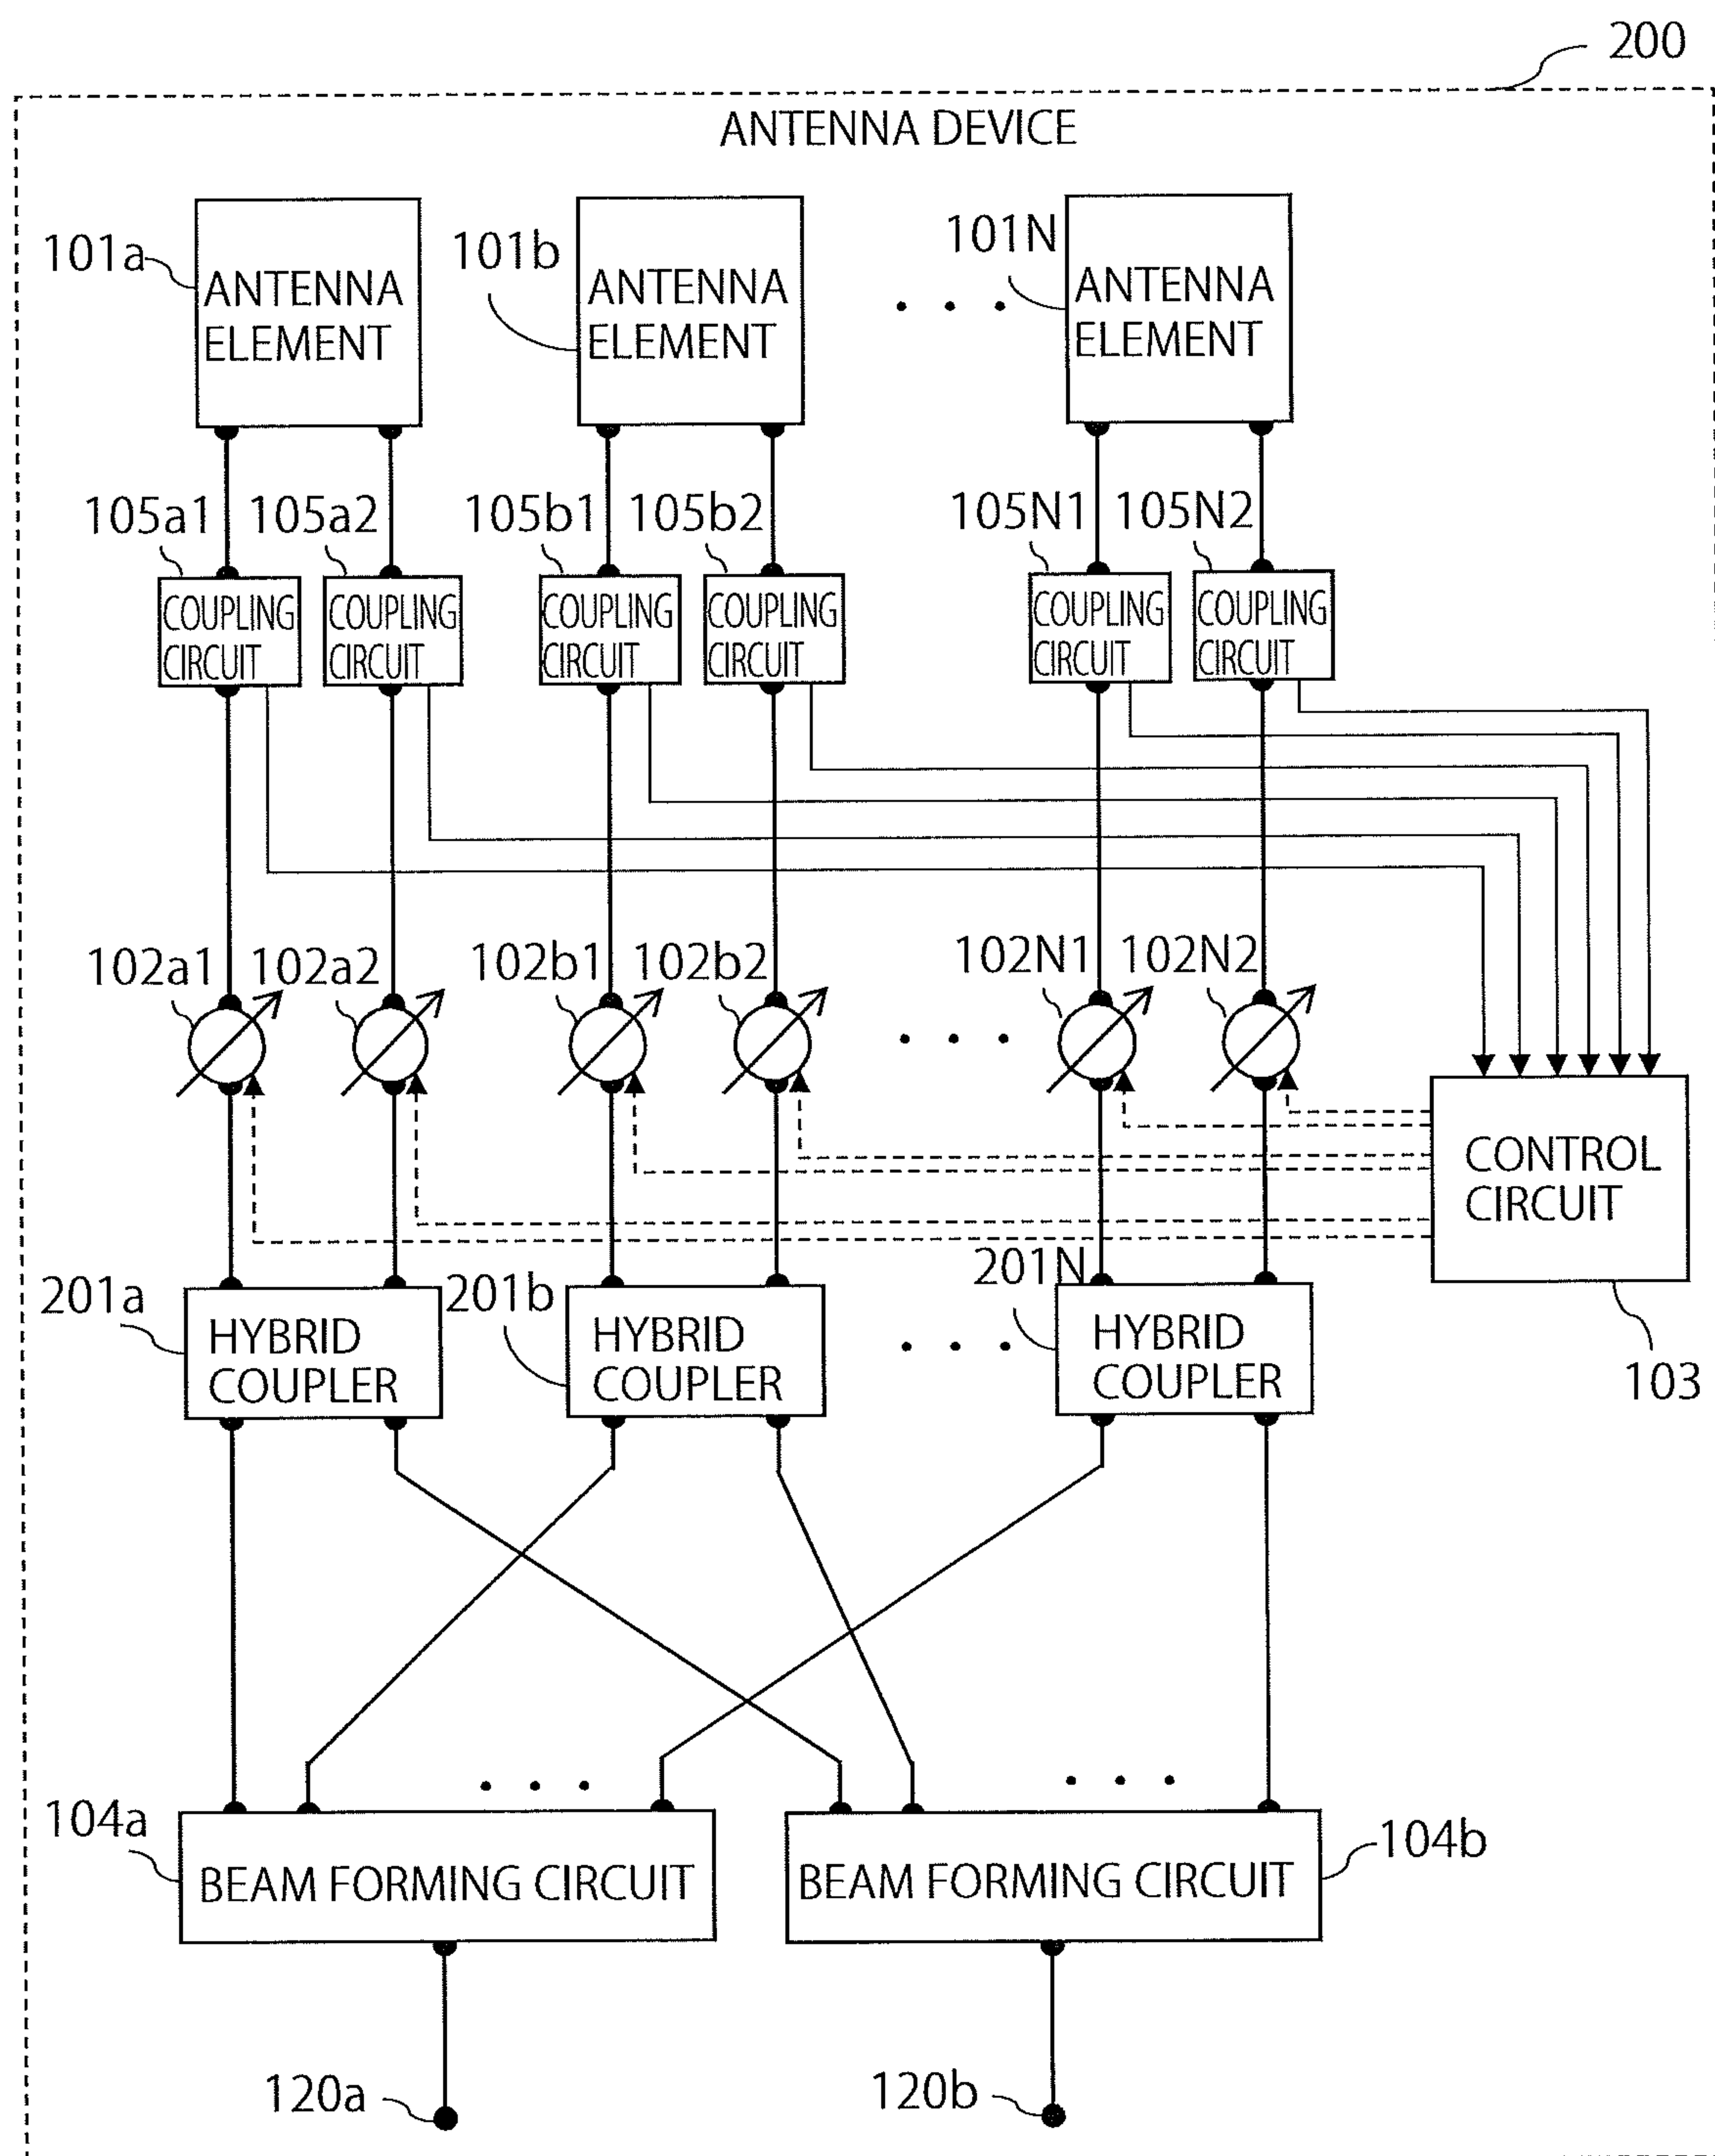 200
ANTENNA DEVICE
101a
ANTENNA
ELEMENT
101b
ANTENNA
ELEMENT
. . .
101N
ANTENNA
ELEMENT
105a1
105a2
105b1
105b2
105N1
105N2
COUPLING
CIRCUIT
COUPLING
CIRCUIT
COUPLING
CIRCUIT
COUPLING
CIRCUIT
COUPLING
CIRCUIT
COUPLING
CIRCUIT
102a1
102a2
102b1
102b2
. . .
102N1
102N2
CONTROL
CIRCUIT
103
201a
HYBRID
COUPLER
201b
HYBRID
COUPLER
. . .
201N
HYBRID
COUPLER
. . .
. . .
104a
BEAM FORMING CIRCUIT
BEAM FORMING CIRCUIT
104b
120a
120b